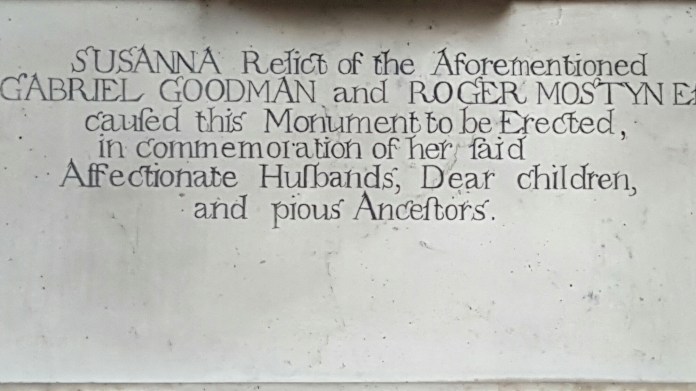 SUSANNA Relict of the Aforementioned
GABRIEL GOODMAN and ROGER MOSTYN
cauſed this Monument to be Erected,
in commemoration of her ſaid
Affectionate Huſbands, Dear children,
and pious Anceſtors.